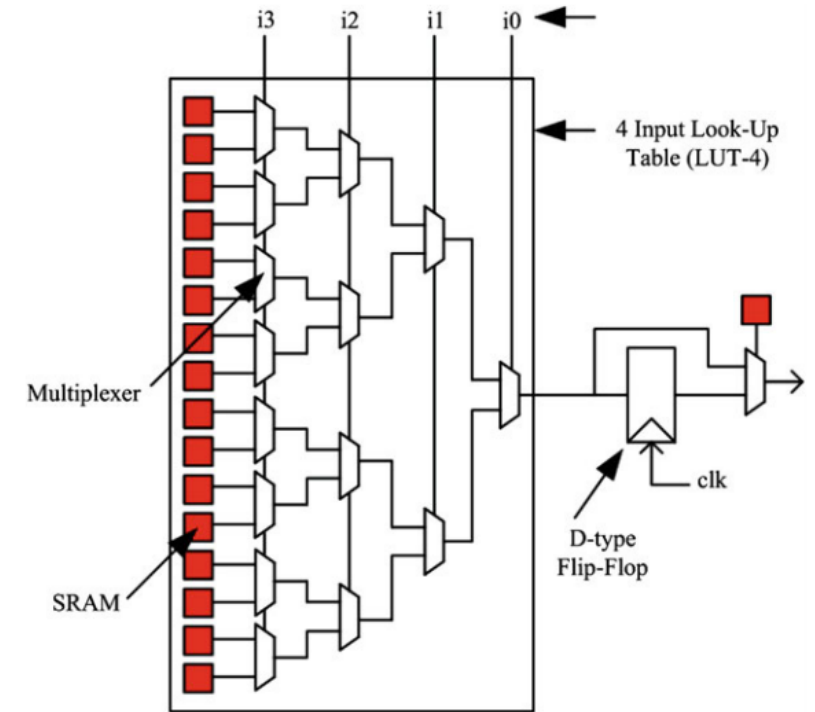 i3 i2 i1 i0
4 Input Look-Up
Table (LUT-4)
Multiplexer
clk
D-type
Flip-Flop
SRAM